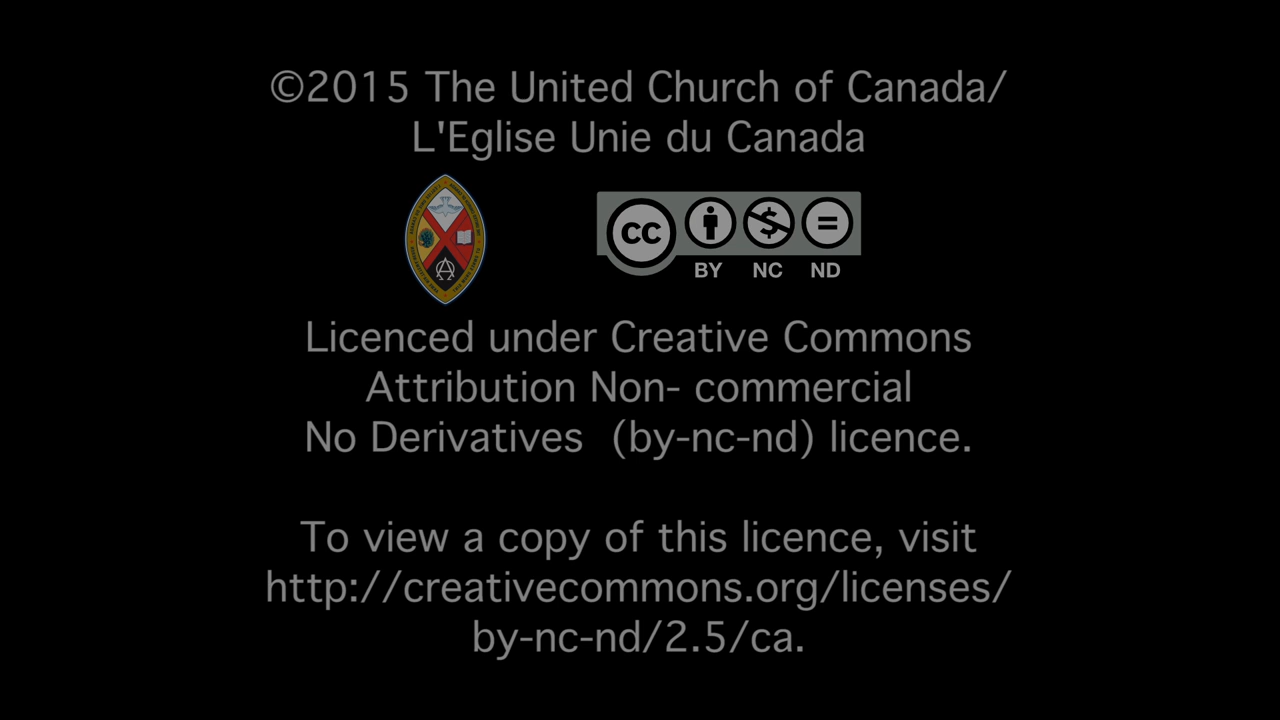 ©2015 The United Church of Canada/
L'Eglise Unie du Canada
CC
BY NC ND
Licenced under Creative Commons
Attribution Non- commercial
No Derivatives (by-nc-nd) licence.
To view a copy of this licence, visit
http://creativecommons.org/licenses/
by-nc-nd/2.5/ca.